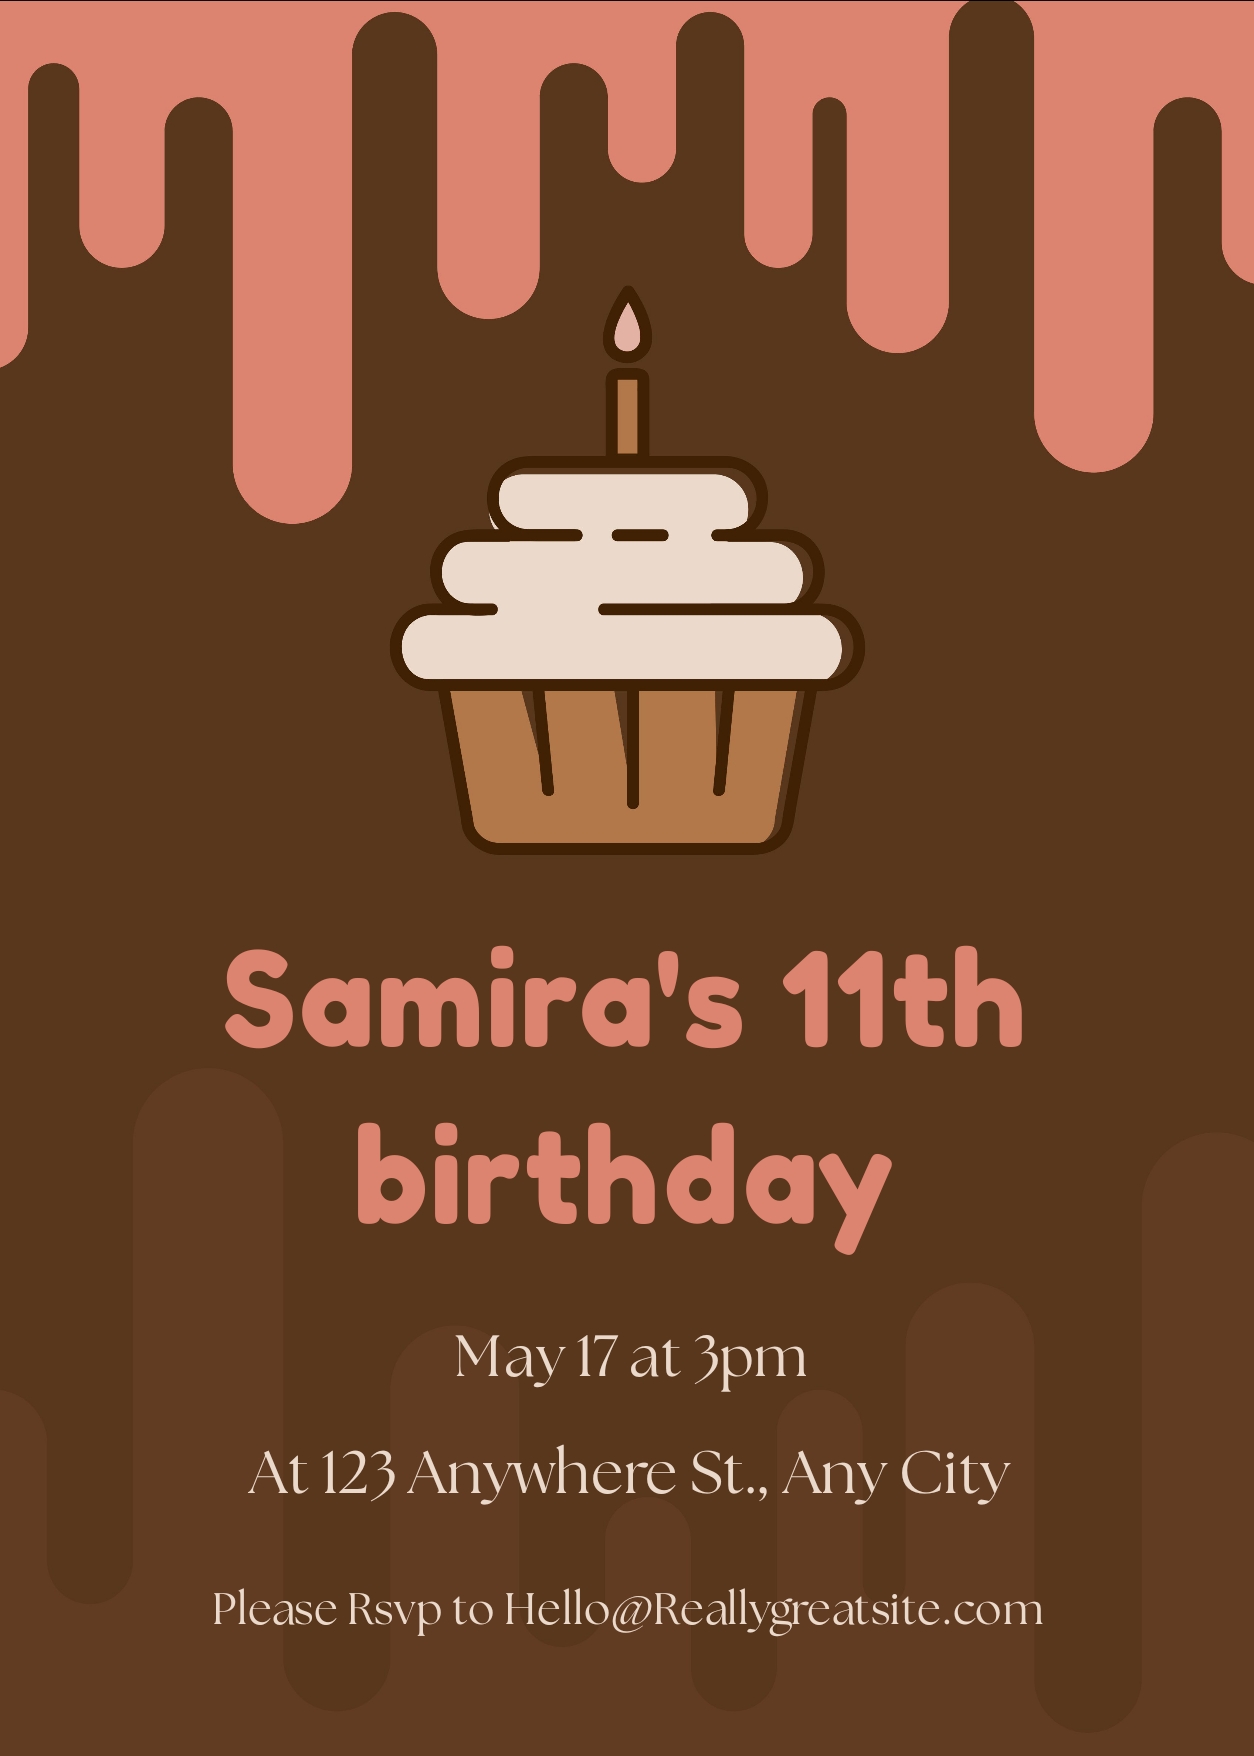 Samira's 11th
birthday
May 17 at 3pm
At 123 Anywhere St., Any City
Please Rsvp to Hello@Reallygreatsite.com